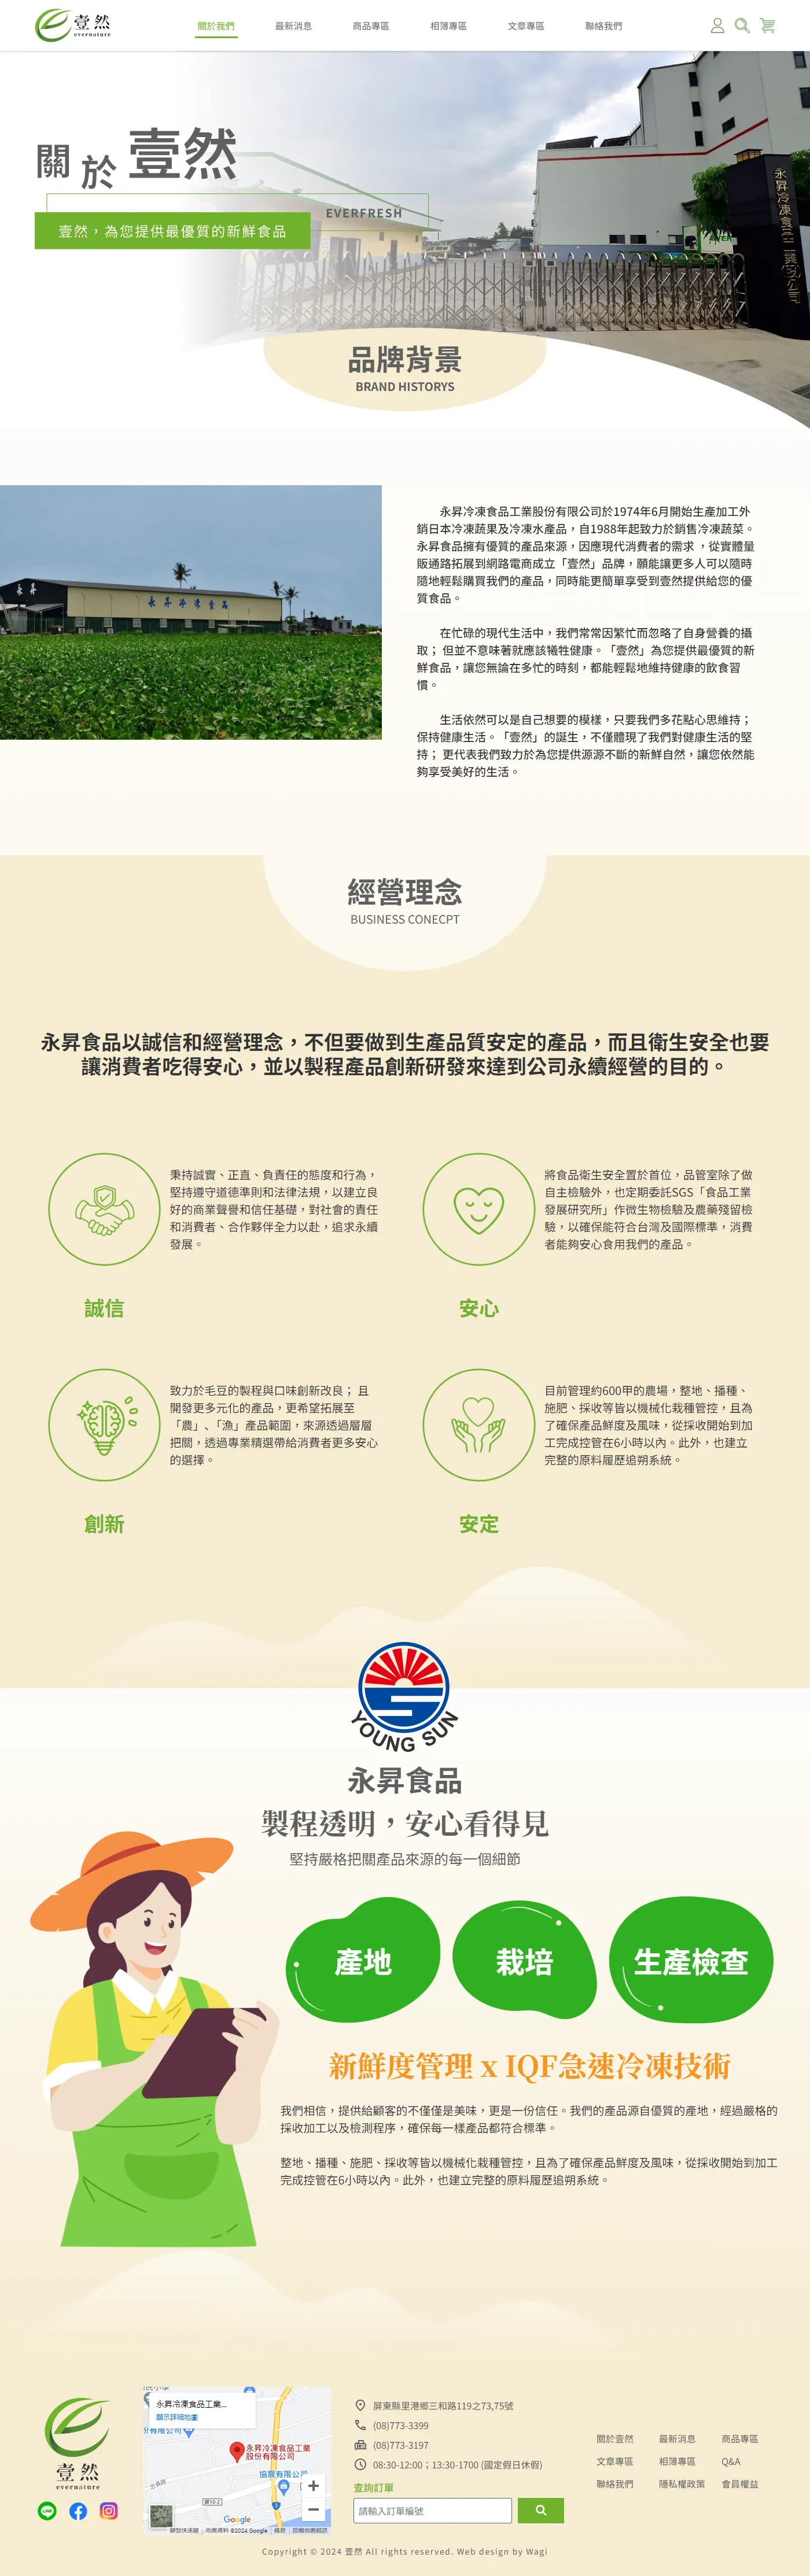 壹然
evernature
關於我們
最新消息
商品專區
相簿專區
文章專區
聯絡我們
關於壹然
EVERFRESH
壹然，為您提供最優質的新鮮食品
永昇冷凍食品工業股份有限公司
品牌背景
BRAND HISTORYS
永昇
永昇冷凍食品
永昇冷凍食品工業股份有限公司於1974年6月開始生產加工外
銷日本冷凍蔬果及冷凍水產品，自1988年起致力於銷售冷凍蔬菜。
永昇食品擁有優質的產品來源，因應現代消費者的需求 ，從實體量
販通路拓展到網路電商成立「壹然」品牌，願能讓更多人可以隨時
隨地輕鬆購買我們的產品，同時能更簡單享受到壹然提供給您的優
質食品。
在忙碌的現代生活中，我們常常因繁忙而忽略了自身營養的攝
取； 但並不意味著就應該犧牲健康。「壹然」為您提供最優質的新
鮮食品，讓您無論在多忙的時刻，都能輕鬆地維持健康的飲食習
慣。
生活依然可以是自己想要的模樣，只要我們多花點心思維持；
保持健康生活。「壹然」的誕生，不僅體現了我們對健康生活的堅
持； 更代表我們致力於為您提供源源不斷的新鮮自然，讓您依然能
夠享受美好的生活。
經營理念
BUSINESS CONECPT
永昇食品以誠信和經營理念，不但要做到生產品質安定的產品，而且衛生安全也要
讓消費者吃得安心，並以製程產品創新研發來達到公司永續經營的目的。
秉持誠實、正直、負責任的態度和行為，
堅持遵守道德準則和法律法規，以建立良
好的商業聲譽和信任基礎，對社會的責任
和消費者、合作夥伴全力以赴，追求永續
發展。
誠信
將食品衛生安全置於首位，品管室除了做
自主檢驗外，也定期委託SGS「食品工業
發展研究所」作微生物檢驗及農藥殘留檢
驗，以確保能符合台灣及國際標準，消費
者能夠安心食用我們的產品。
安心
致力於毛豆的製程與口味創新改良； 且
開發更多元化的產品，更希望拓展至
「農」、「漁」產品範圍，來源透過層層
把關，透過專業精選帶給消費者更多安心
的選擇。
創新
目前管理約600甲的農場，整地、播種、
施肥、採收等皆以機械化栽種管控，且為
了確保產品鮮度及風味，從採收開始到加
工完成控管在6小時以內。此外，也建立
完整的原料履歷追朔系統。
安定
YOUNG SUN
永昇食品
製程透明，安心看得見
堅持嚴格把關產品來源的每一個細節
產地
栽培
生產檢查
新鮮度管理 x IQF急速冷凍技術
我們相信，提供給顧客的不僅僅是美味，更是一份信任。我們的產品源自優質的產地，經過嚴格的
採收加工以及檢測程序，確保每一樣產品都符合標準。
整地、播種、施肥、採收等皆以機械化栽種管控，且為了確保產品鮮度及風味，從採收開始到加工
完成控管在6小時以內。此外，也建立完整的原料履歷追朔系統。
壹然
evernature
永昇冷凍食品工業...
顯示詳細地圖
份有限公司
永昇冷凍食品工業
股份有限公司
協震有限公司
屏10-2
Google
鍵盤快速鍵
地圖資料 ©2024 Google
條款
回報地圖錯誤
屏東縣里港鄉三和路119之73,75號
(08)773-3399
(08)773-3197
08:30-12:00；13:30-1700 (國定假日休假)
查詢訂單
請輸入訂單編號
關於壹然
最新消息
商品專區
文章專區
相簿專區
Q&A
聯絡我們
隱私權政策
會員權益
Copyright © 2024 壹然 All rights reserved. Web design by Wagi